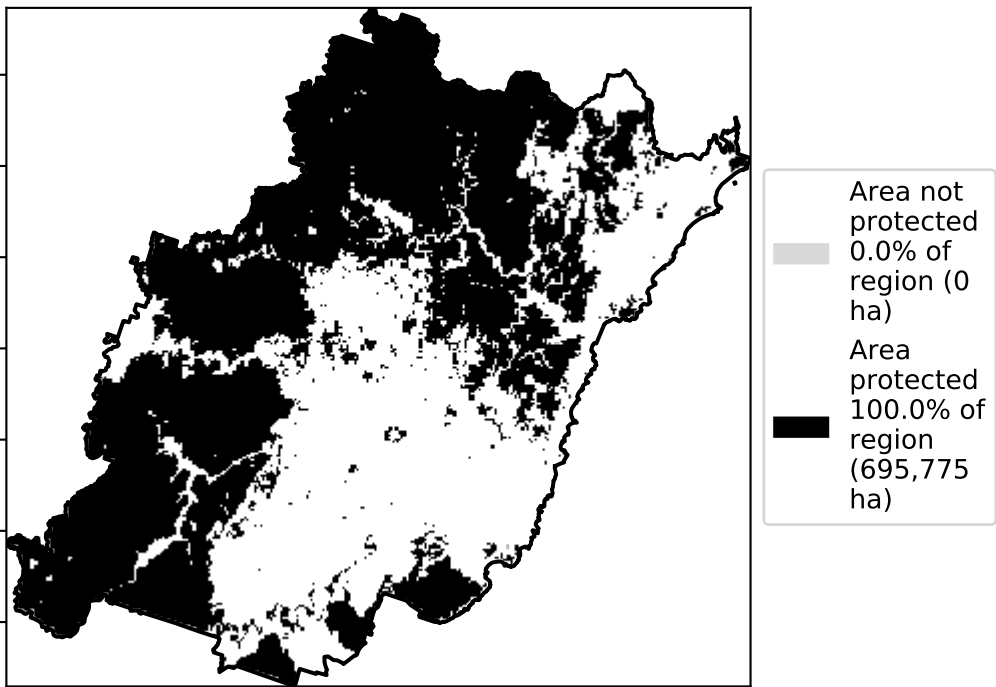 Area not
protected
0.0% of
region (0
ha)
Area
protected
100.0% of
region
(695,775
ha)